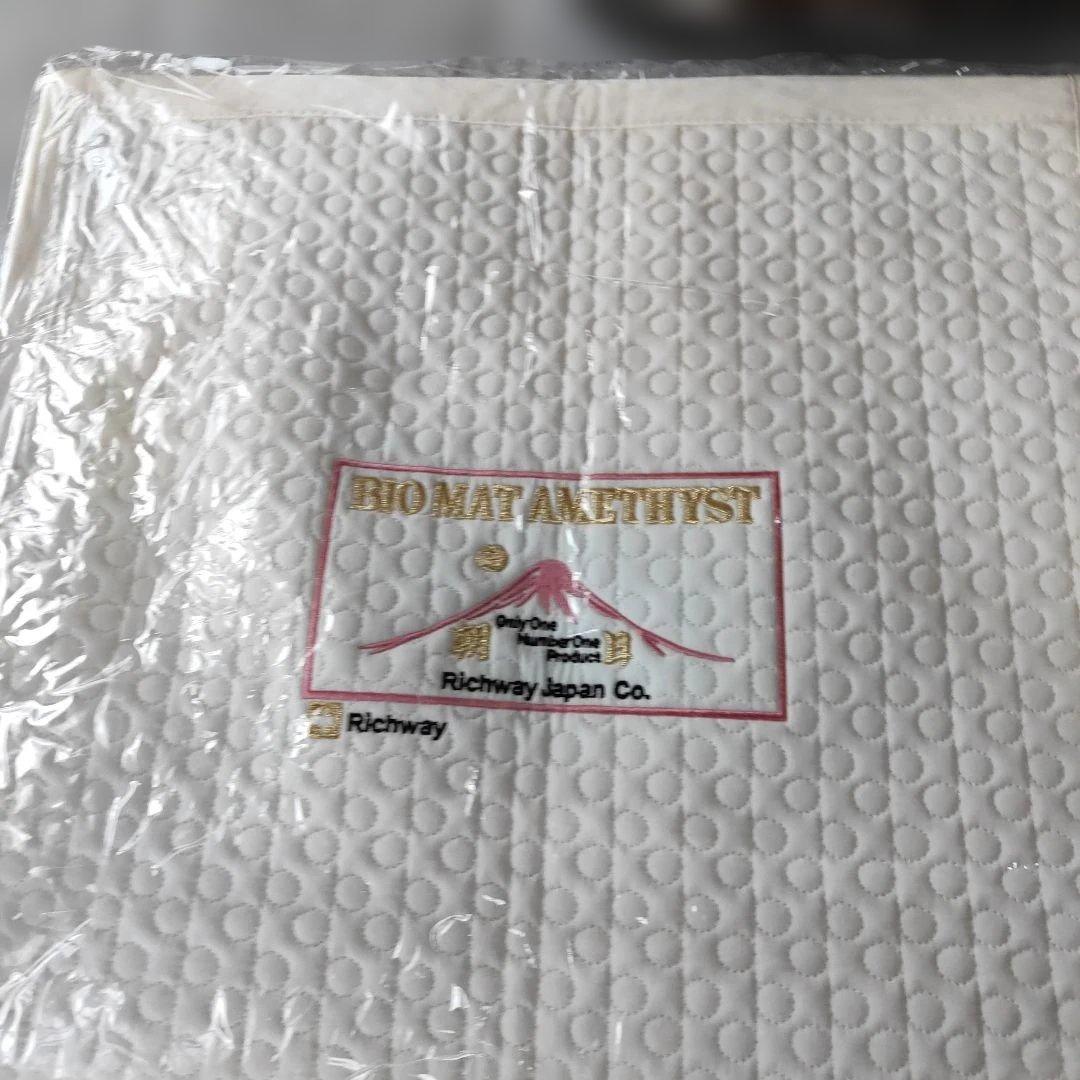 BIO MAT AMETHYST
Only One
Number One
Product
Richway Japan Co.
Richway